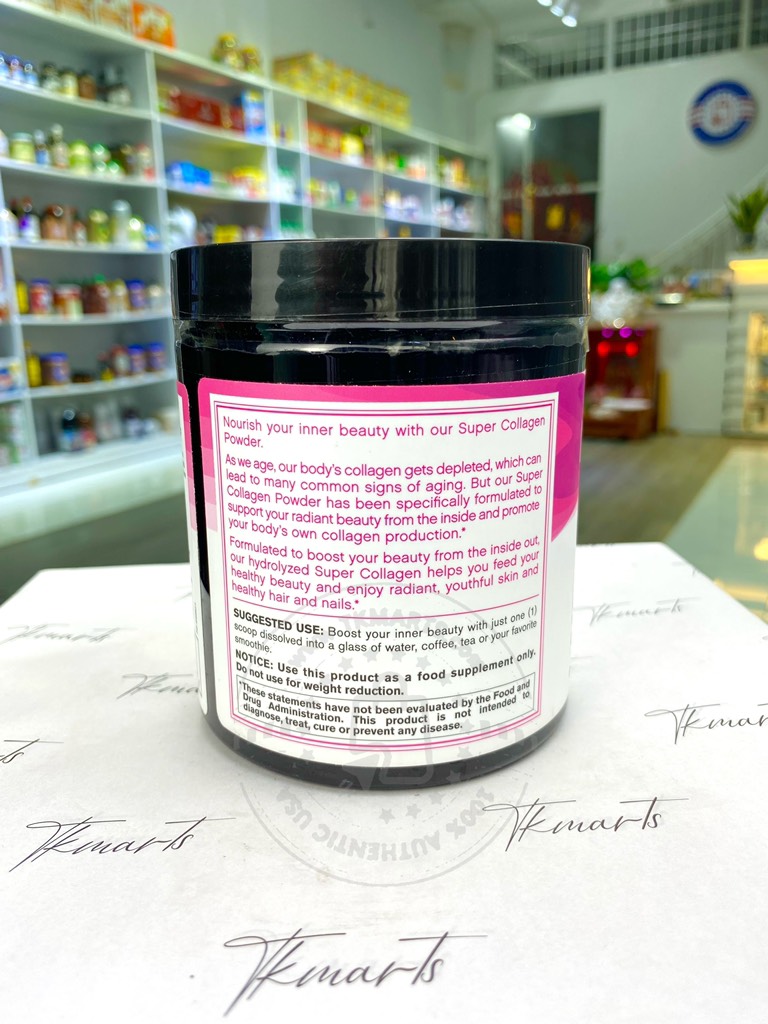 Nourish your inner beauty with our Super Collagen
Powder.
As we age, our body's collagen gets depleted, which can
lead to many common signs of aging. But our Super
Collagen Powder has been specifically formulated to
support your radiant beauty from the inside and promote
your body's own collagen production.*
Formulated to boost your beauty from the inside out,
our hydrolyzed Super Collagen helps you feed your
healthy beauty and enjoy radiant, youthful skin and
healthy hair and nails.*
SUGGESTED USE: Boost your inner beauty with just one (1)
scoop dissolved into a glass of water, coffee, tea or your favorite
smoothie.
NOTICE: Use this product as a food supplement only.
Do not use for weight reduction.
*These statements have not been evaluated by the Food and
Drug Administration. This product is not intended to
diagnose, treat, cure or prevent any disease.
100% AUTHENTIC USA
Tkmarts
Tkmarts
Tkmarts
Tkmarts
Tkmarts